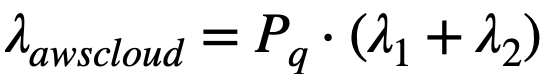 λ_awscloud = P_q · (λ_1 + λ_2)